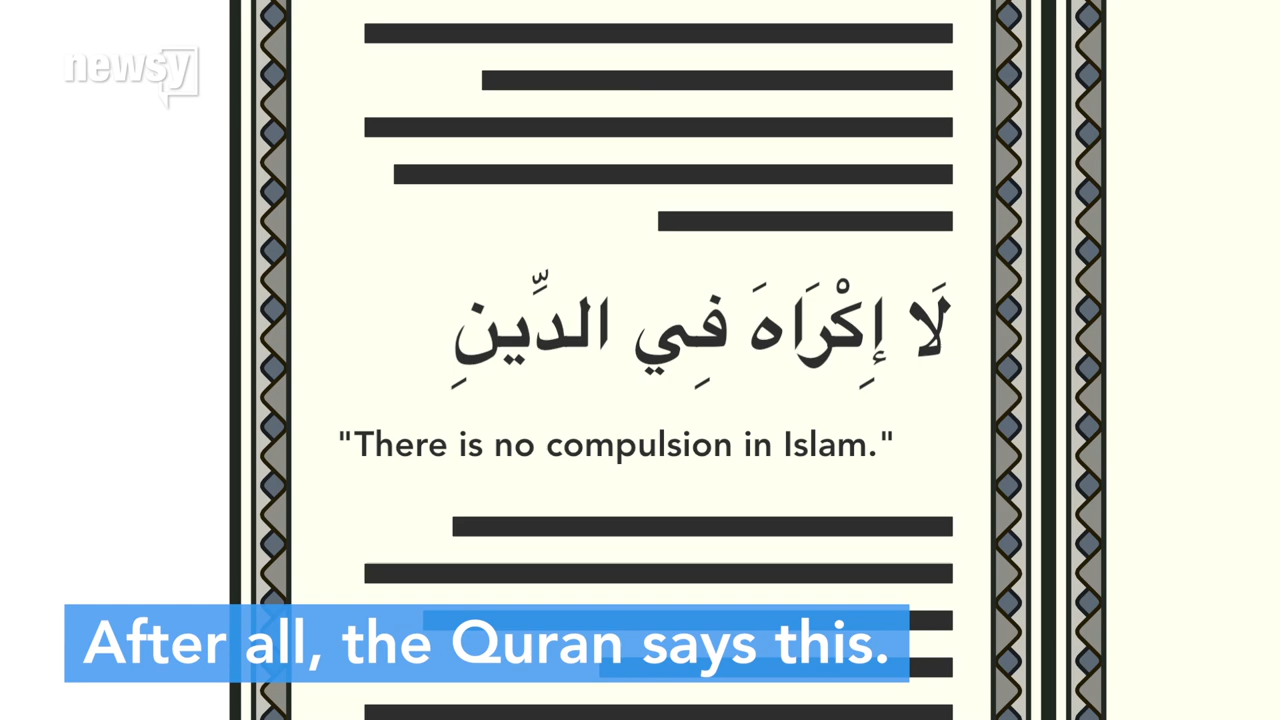 newsy
لَا إِكْرَاهَ فِي الدِّينِ
"There is no compulsion in Islam."
After all, the Quran says this.